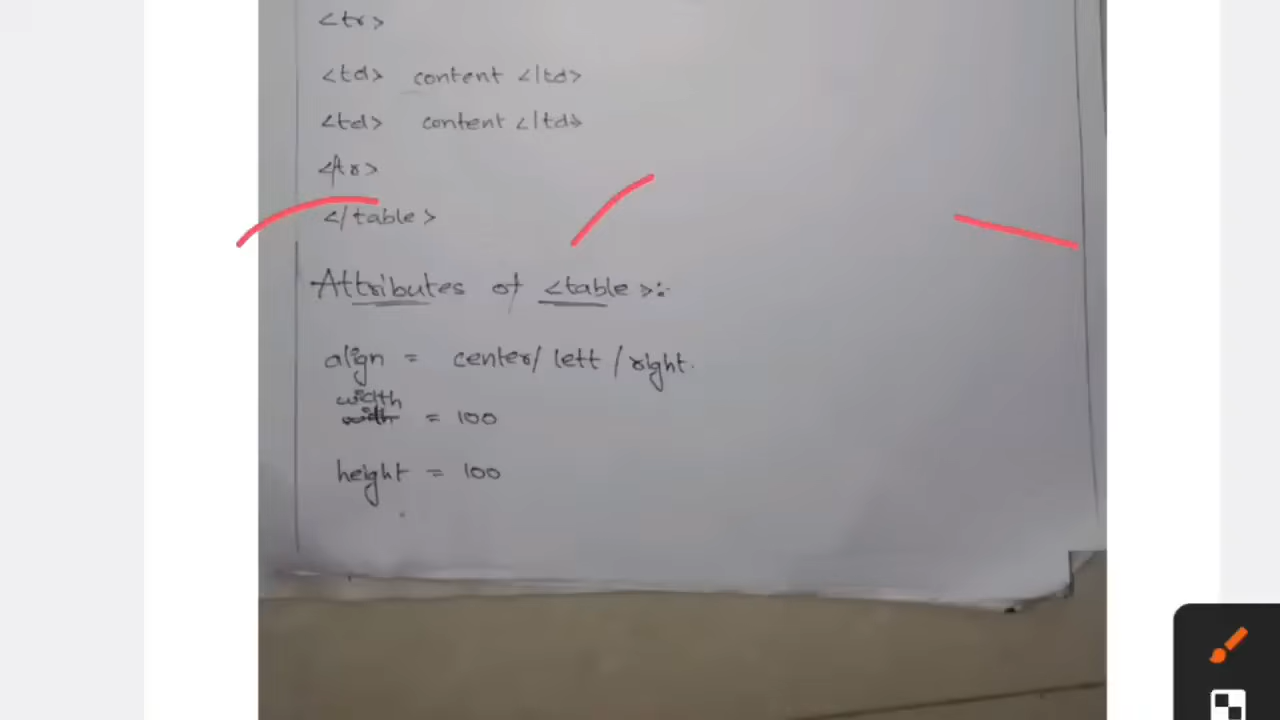 <tr>
<td> content </td>
<td> content </td>
</tr>
</table>
Attributes of <table>:-
align = center/ left / right.
width
= 100
height = 100